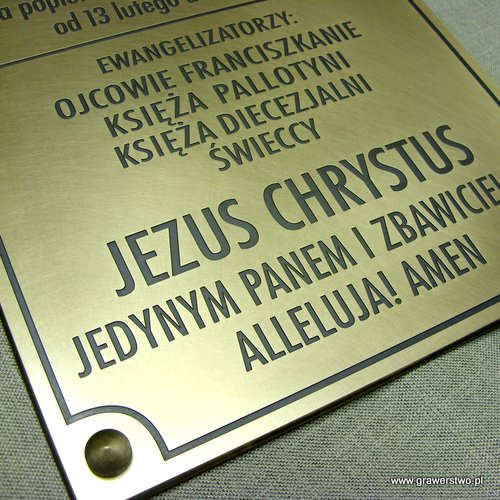 a popie
od 13 lutego
EWANGELIZATORZY:
OJCOWIE FRANCISZKANIE
KSIĘŻA PALLOTYNI
KSIĘŻA DIECEZJALNI
ŚWIECCY
JEZUS CHRYSTUS
JEDYNYM PANEM I ZBAWICIEL
ALLELUJA! AMEN
www.grawerstwo.pl